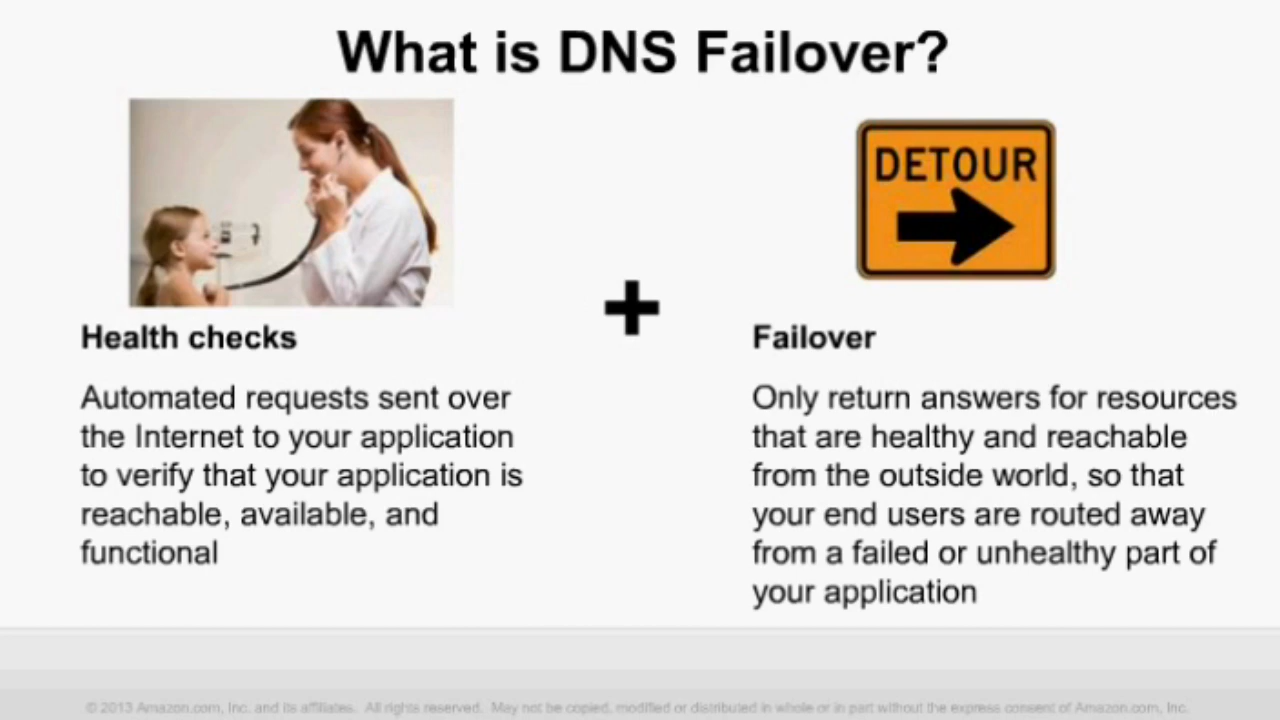 What is DNS Failover?
DETOUR
+
Health checks
Automated requests sent over
the Internet to your application
to verify that your application is
reachable, available, and
functional
Failover
Only return answers for resources
that are healthy and reachable
from the outside world, so that
your end users are routed away
from a failed or unhealthy part of
your application
© 2013 Amazon.com, Inc. and its affiliates. All rights reserved. May not be copied, modified or distributed in whole or in part without the express consent of Amazon.com, Inc.